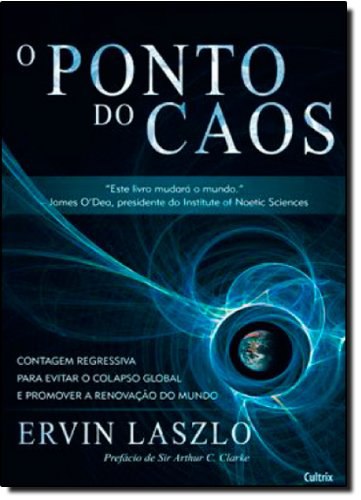 O PONTO
DO CAOS
"Este livro mudará o mundo."
James O'Dea, presidente do Institute of Noetic Sciences
CONTAGEM REGRESSIVA
PARA EVITAR O COLAPSO GLOBAL
E PROMOVER A RENOVAÇÃO DO MUNDO
ERVIN LASZLO
Prefácio de Sir Arthur C. Clarke
Cultrix